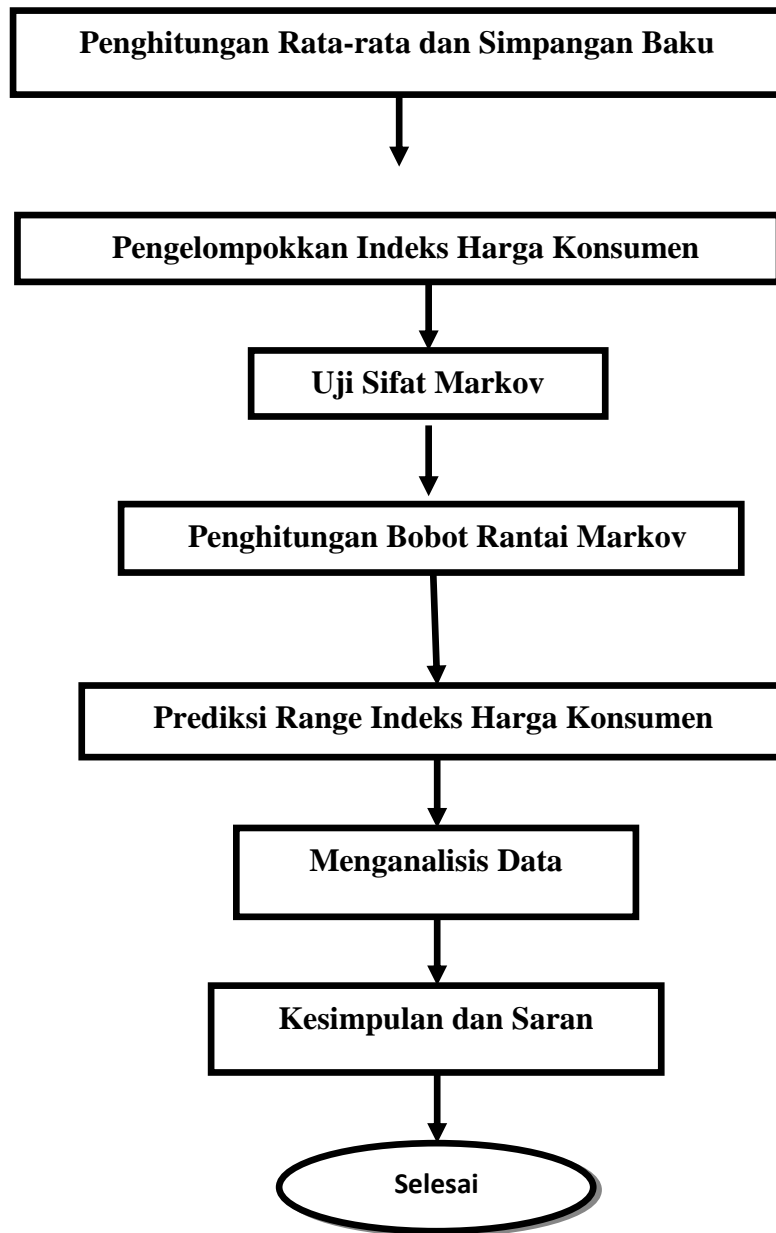 Penghitungan Rata-rata dan Simpangan Baku
Pengelompokkan Indeks Harga Konsumen
Uji Sifat Markov
Penghitungan Bobot Rantai Markov
Prediksi Range Indeks Harga Konsumen
Menganalisis Data
Kesimpulan dan Saran
Selesai